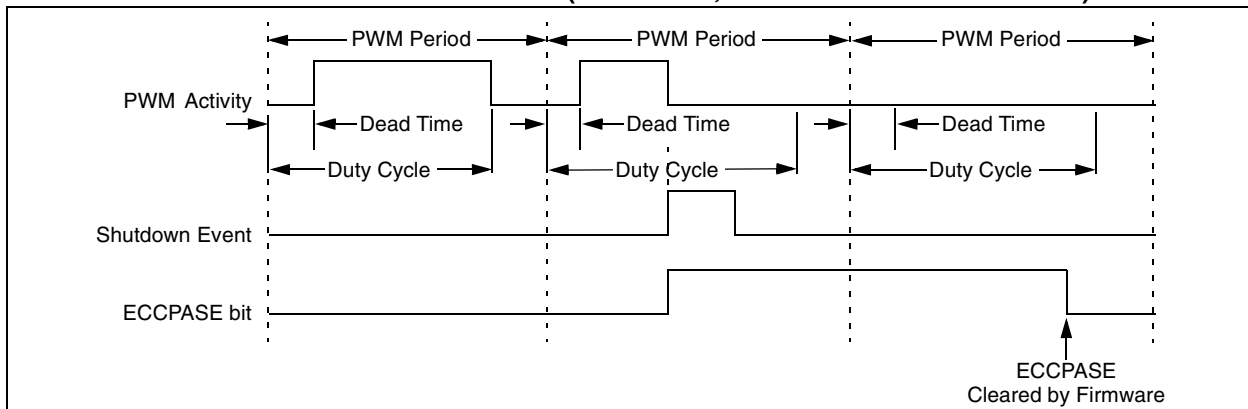 PWM Period PWM Period PWM Period
PWM Activity
Dead Time Dead Time Dead Time
Duty Cycle Duty Cycle Duty Cycle
Shutdown Event
ECCPASE bit
ECCPASE
Cleared by Firmware